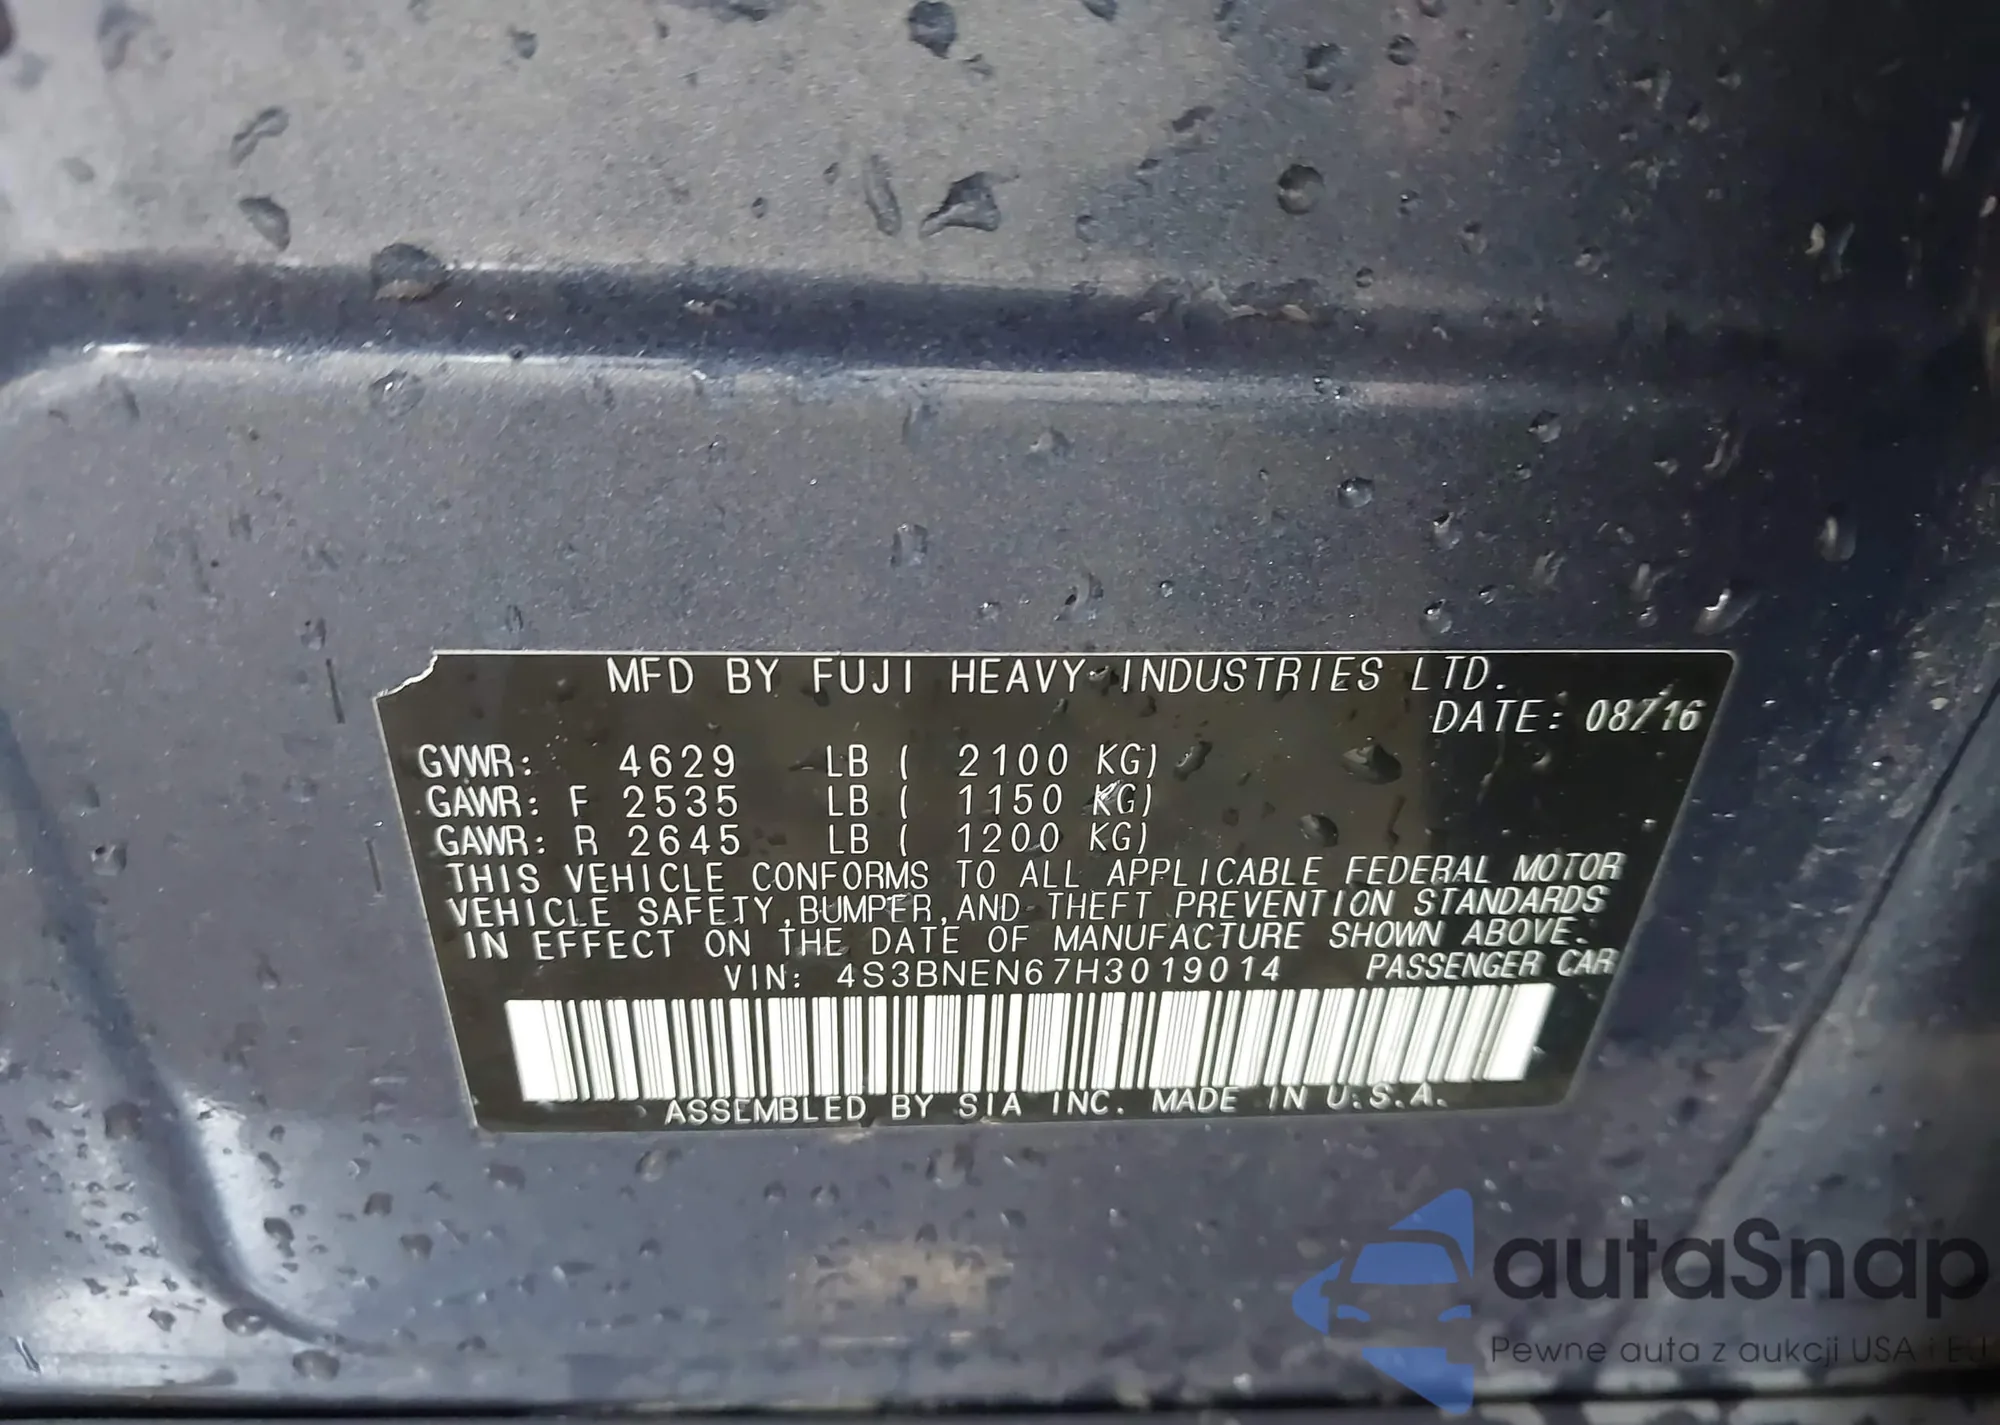 MFD BY FUJI HEAVY INDUSTRIES LTD.
DATE: 08/16
GVWR: 4629 LB ( 2100 KG)
GAWR: F 2535 LB ( 1150 KG)
GAWR: R 2645 LB ( 1200 KG)
THIS VEHICLE CONFORMS TO ALL APPLICABLE FEDERAL MOTOR
VEHICLE SAFETY,BUMPER,AND THEFT PREVENTION STANDARDS
IN EFFECT ON THE DATE OF MANUFACTURE SHOWN ABOVE.
VIN: 4S3BNEN67H3019014 PASSENGER CAR
ASSEMBLED BY SIA INC. MADE IN U.S.A.
autaSnap
Pewne auta z aukcji USA i EU